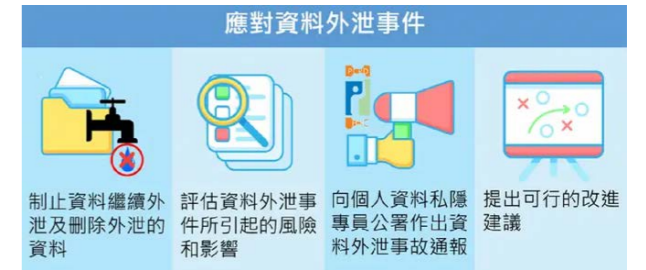 應對資料外泄事件
制止資料繼續外
泄及刪除外泄的
資料
評估資料外泄事
件所引起的風險
和影響
向個人資料私隱
專員公署作出資
料外泄事故通報
提出可行的改進
建議